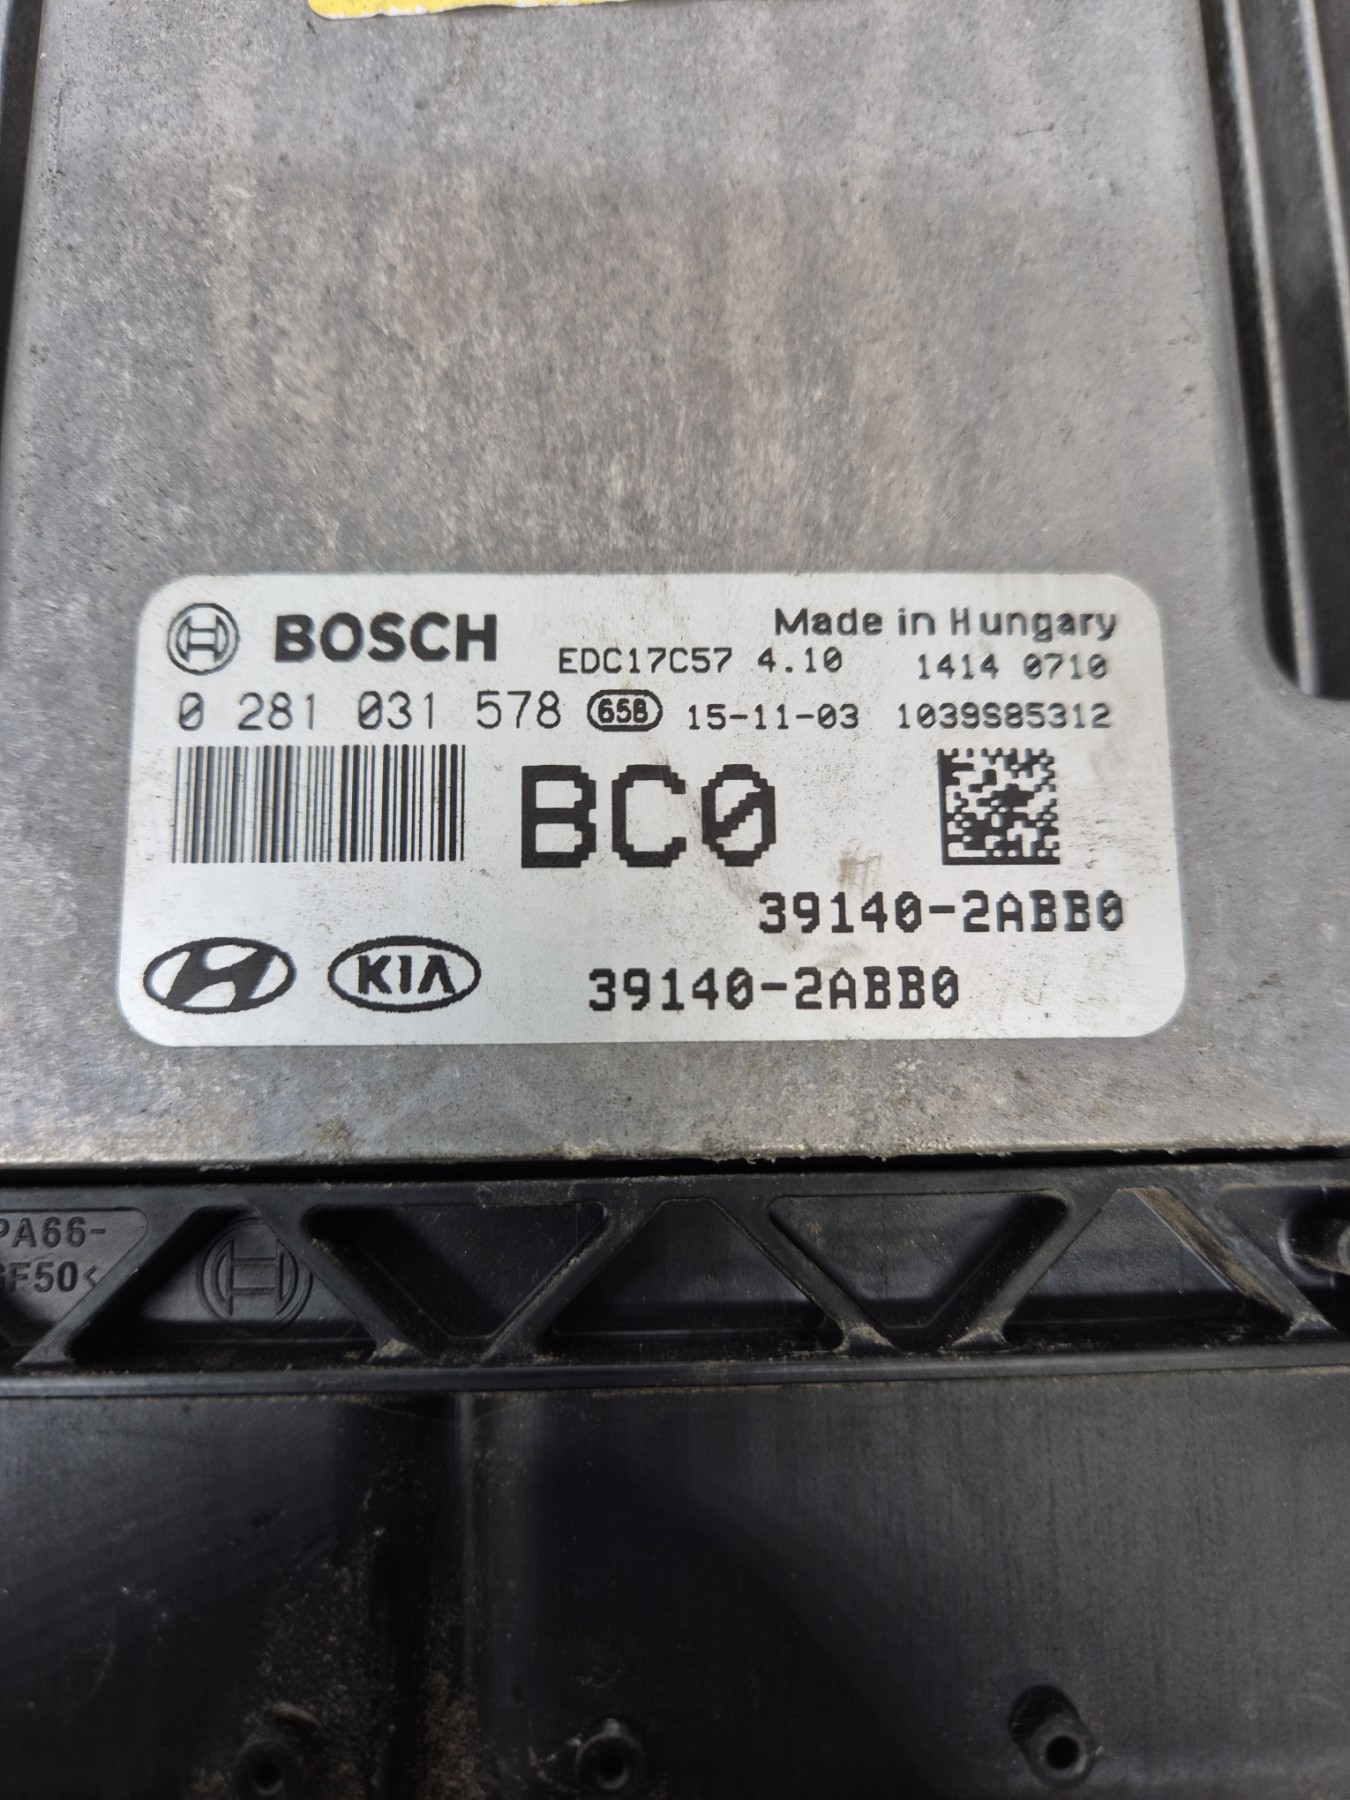 BOSCH
Made in Hungary
EDC17C57 4.10 1414 0710
0 281 031 578 658 15-11-03 1039S85312
BC0
39140-2ABB0
KIA 39140-2ABB0
PA66-
GF50<